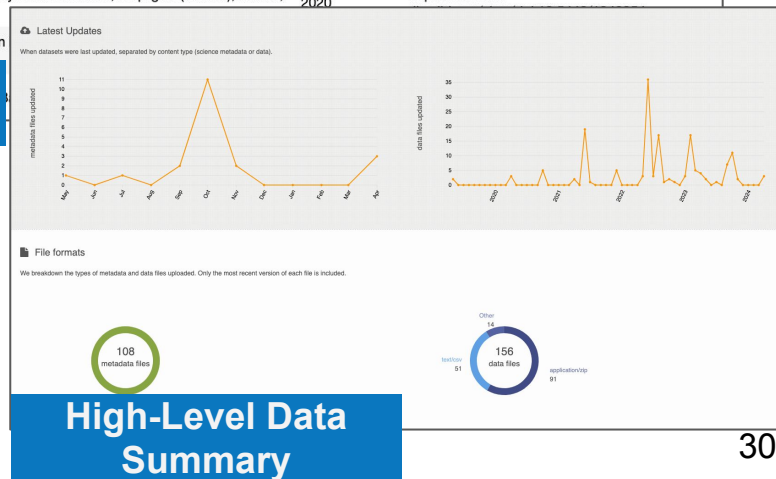 2020
Latest Updates
When datasets were last updated, separated by content type (science metadata or data).
metadata files updated
11
10
9
8
7
6
5
4
3
2
1
0
May
Jun
Jul
Aug
Sep
Oct
Nov
Dec
Jan
Feb
Mar
Apr
data files updated
35
30
25
20
15
10
5
0
2020
2021
2022
2023
2024
File formats
We breakdown the types of metadata and data files uploaded. Only the most recent version of each file is included.
108
metadata files
Other
14
text/csv
51
156
data files
application/zip
91
High-Level Data
Summary
30